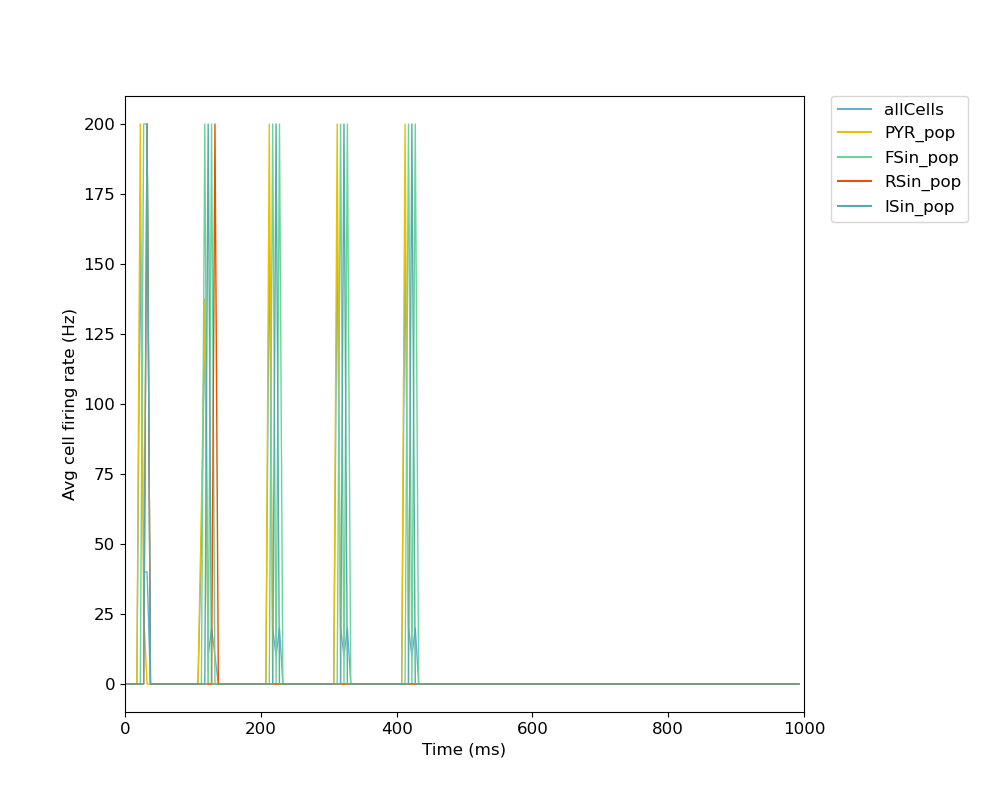 200
175
150
125
100
75
50
25
0
Avg cell firing rate (Hz)
0 200 400 600 800 1000
Time (ms)
allCells
PYR_pop
FSin_pop
RSin_pop
ISin_pop